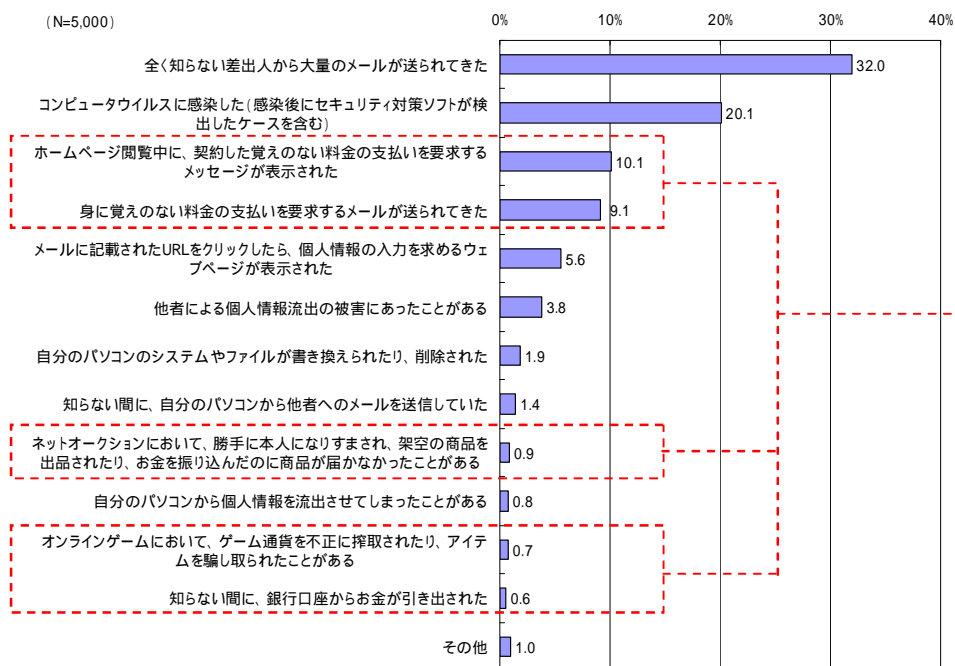 (N=5,000)
0% 10% 20% 30% 40%
全く知らない差出人から大量のメールが送られてきた 32.0
コンピュータウイルスに感染した(感染後にセキュリティ対策ソフトが検
出したケースを含む) 20.1
ホームページ閲覧中に、契約した覚えのない料金の支払いを要求する
メッセージが表示された 10.1
身に覚えのない料金の支払いを要求するメールが送られてきた 9.1
メールに記載されたURLをクリックしたら、個人情報の入力を求めるウェ
ブページが表示された 5.6
他者による個人情報流出の被害にあったことがある 3.8
自分のパソコンのシステムやファイルが書き換えられたり、削除された 1.9
知らない間に、自分のパソコンから他者へのメールを送信していた 1.4
ネットオークションにおいて、勝手に本人になりすまされ、架空の商品を
出品されたり、お金を振り込んだのに商品が届かなかったことがある 0.9
自分のパソコンから個人情報を流出させてしまったことがある 0.8
オンラインゲームにおいて、ゲーム通貨を不正に搾取されたり、アイテ
ムを騙し取られたことがある 0.7
知らない間に、銀行口座からお金が引き出された 0.6
その他 1.0